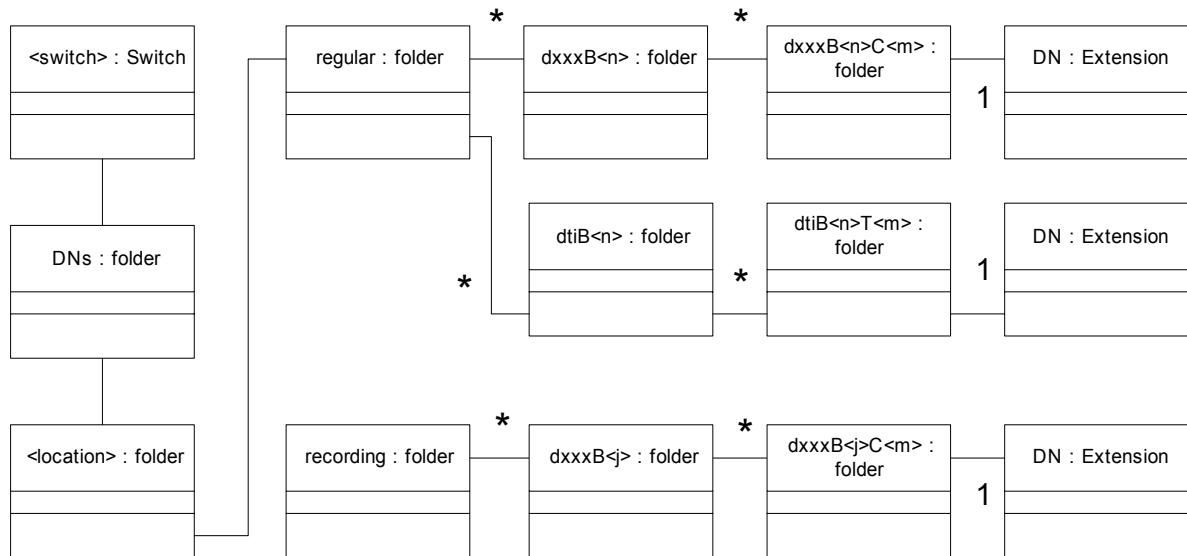 *
*
<switch> : Switch
regular : folder
dxxxB<n> : folder
dxxxB<n>C<m> :
folder
DN : Extension
1
DNs : folder
dtiB<n> : folder
dtiB<n>T<m> :
folder
DN : Extension
*
*
1
<location> : folder
recording : folder
*
dxxxB<j> : folder
*
dxxxB<j>C<m> :
folder
DN : Extension
1